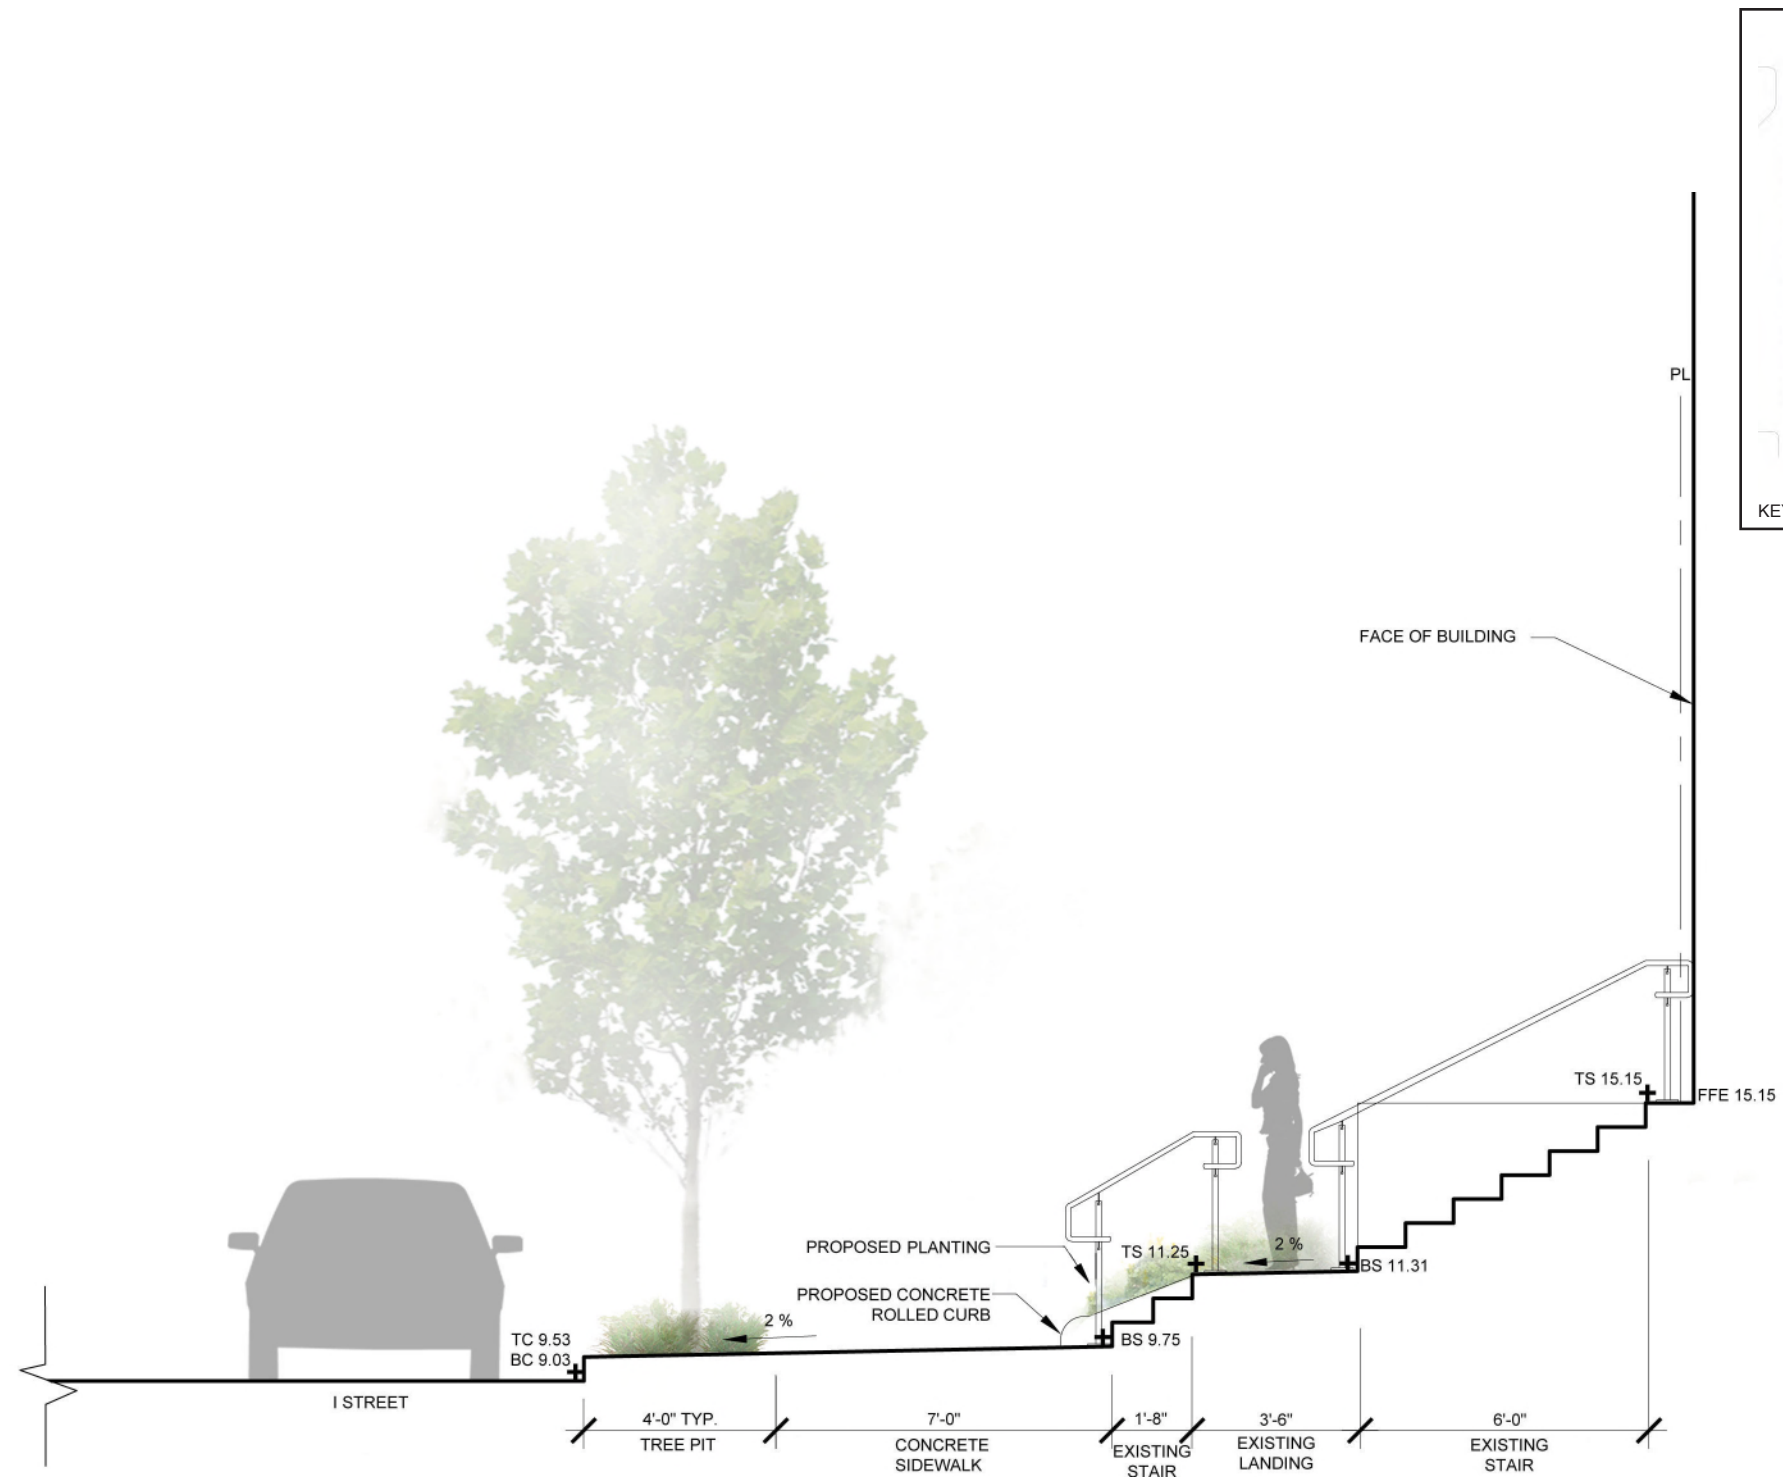 PL
KE
FACE OF BUILDING
TS 15.15
FFE 15.15
PROPOSED PLANTING
TS 11.25
2 %
BS 11.31
PROPOSED CONCRETE
ROLLED CURB
2 %
BS 9.75
TC 9.53
BC 9.03
I STREET
4'-0" TYP.
TREE PIT
7'-0"
CONCRETE
SIDEWALK
1'-8"
EXISTING
STAIR
3'-6"
EXISTING
LANDING
6'-0"
EXISTING
STAIR